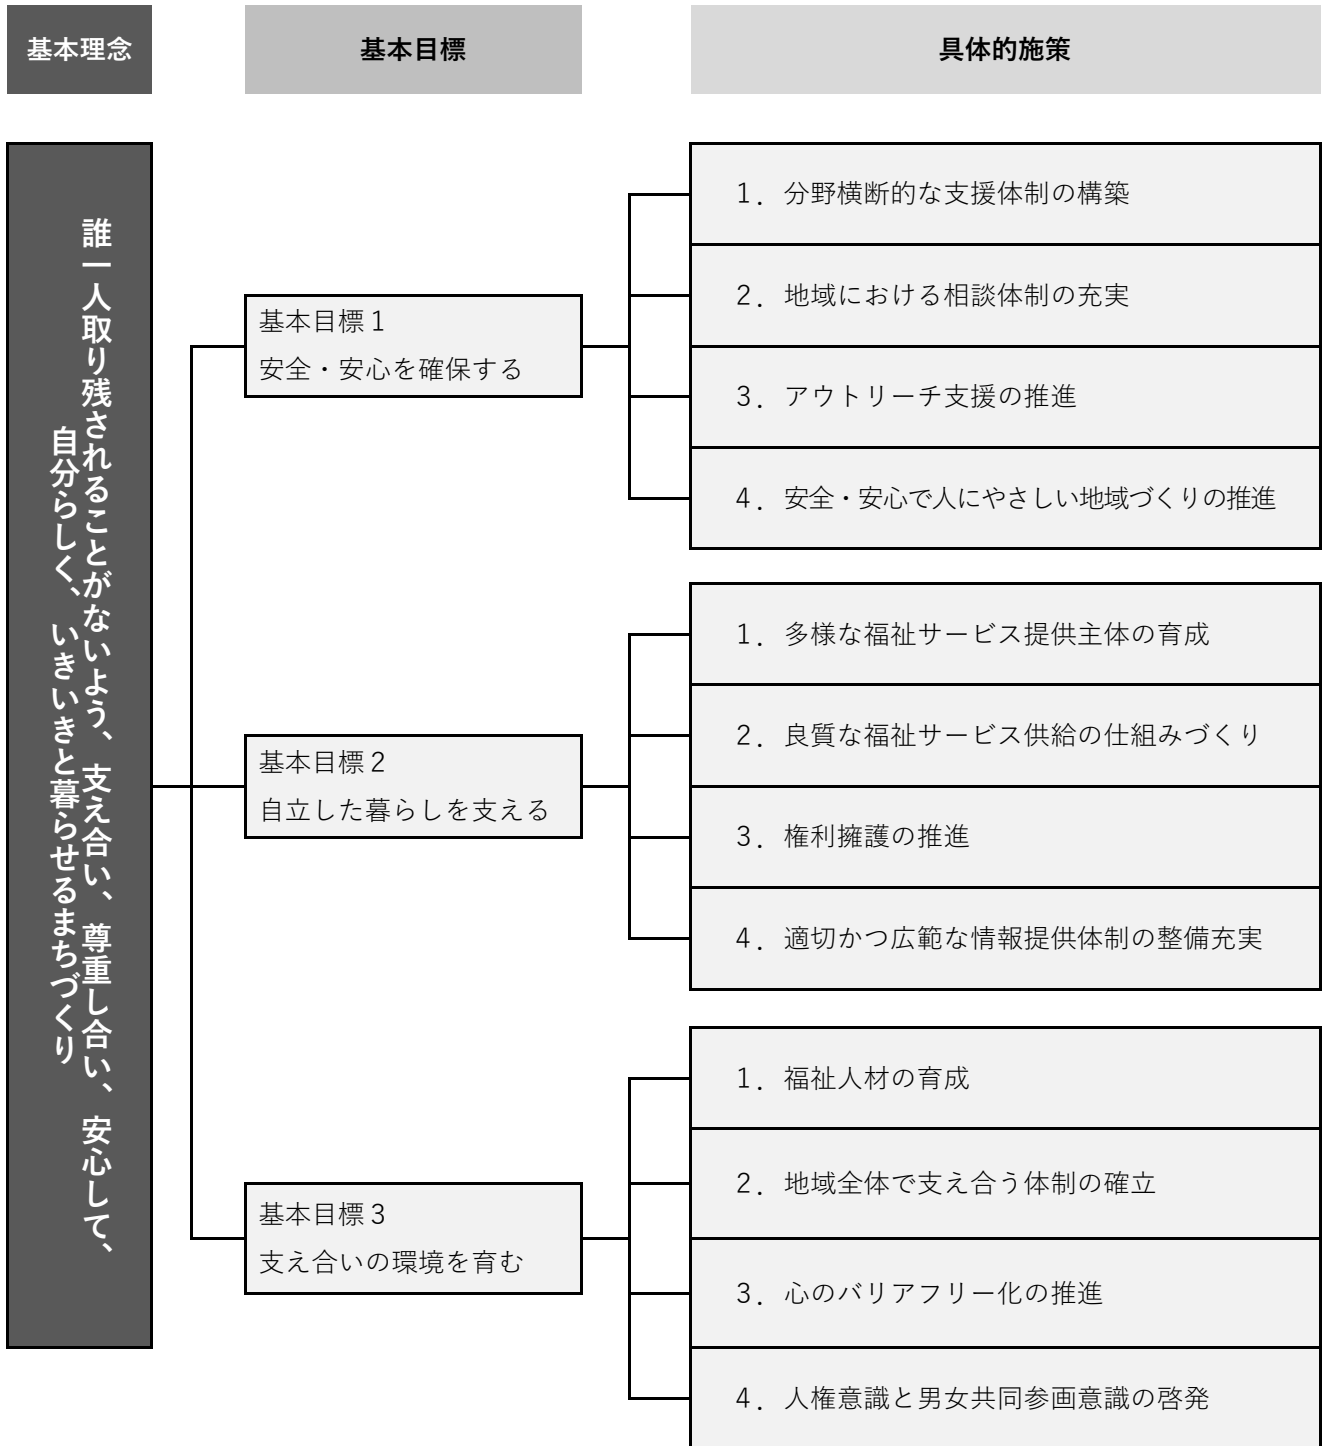 基本理念
基本目標
具体的施策
誰一人取り残されることがないよう、支え合い、尊重し合い、安心して、
自分らしく、いきいきと暮らせるまちづくり
基本目標１
安全・安心を確保する
１．分野横断的な支援体制の構築
２．地域における相談体制の充実
３．アウトリーチ支援の推進
４．安全・安心で人にやさしい地域づくりの推進
基本目標２
自立した暮らしを支える
１．多様な福祉サービス提供主体の育成
２．良質な福祉サービス供給の仕組みづくり
３．権利擁護の推進
４．適切かつ広範な情報提供体制の整備充実
基本目標３
支え合いの環境を育む
１．福祉人材の育成
２．地域全体で支え合う体制の確立
３．心のバリアフリー化の推進
４．人権意識と男女共同参画意識の啓発